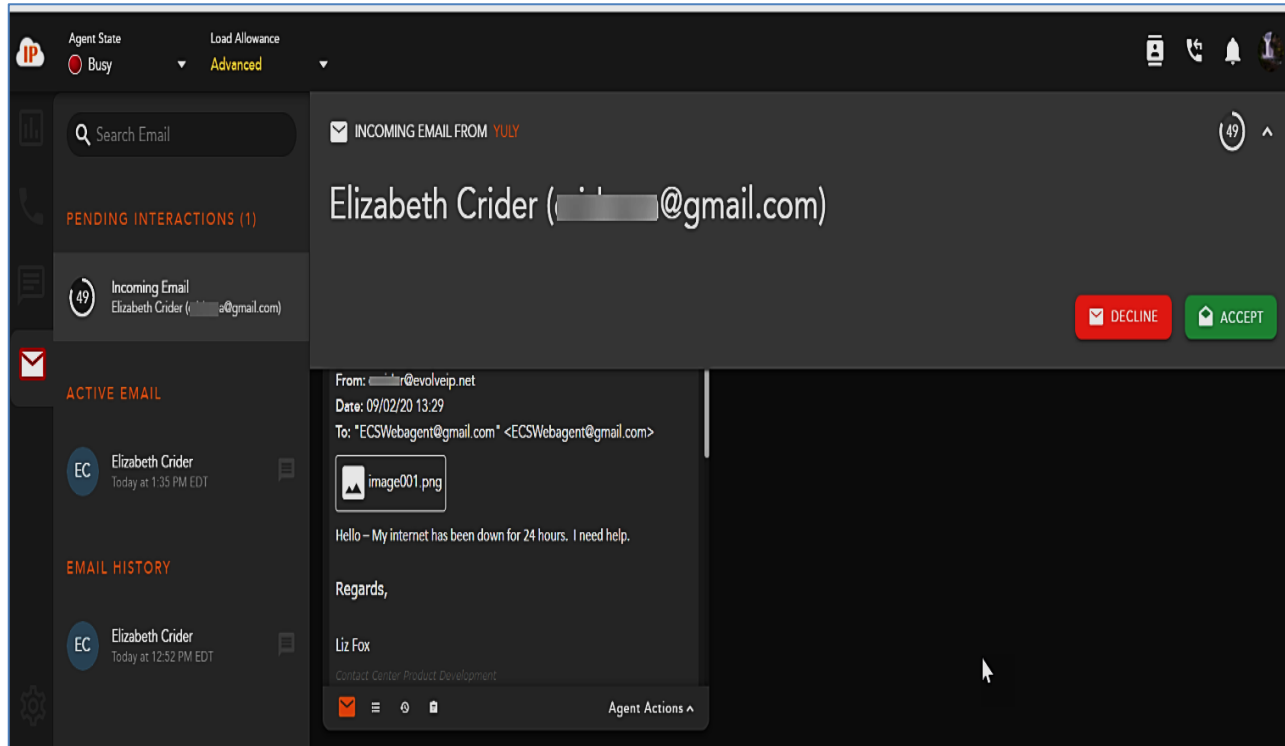 IP
Agent State
Busy
Load Allowance
Advanced
Search Email
PENDING INTERACTIONS (1)
49
Incoming Email
Elizabeth Crider ( a@gmail.com)
ACTIVE EMAIL
EC
Elizabeth Crider
Today at 1:35 PM EDT
EMAIL HISTORY
EC
Elizabeth Crider
Today at 12:52 PM EDT
INCOMING EMAIL FROM YULY
49
Elizabeth Crider ( @gmail.com)
DECLINE
ACCEPT
From: r@evolveip.net
Date: 09/02/20 13:29
To: "ECSWebagent@gmail.com" <ECSWebagent@gmail.com>
image001.png
Hello – My internet has been down for 24 hours. I need help.
Regards,
Liz Fox
Contact Center Product Development
Agent Actions